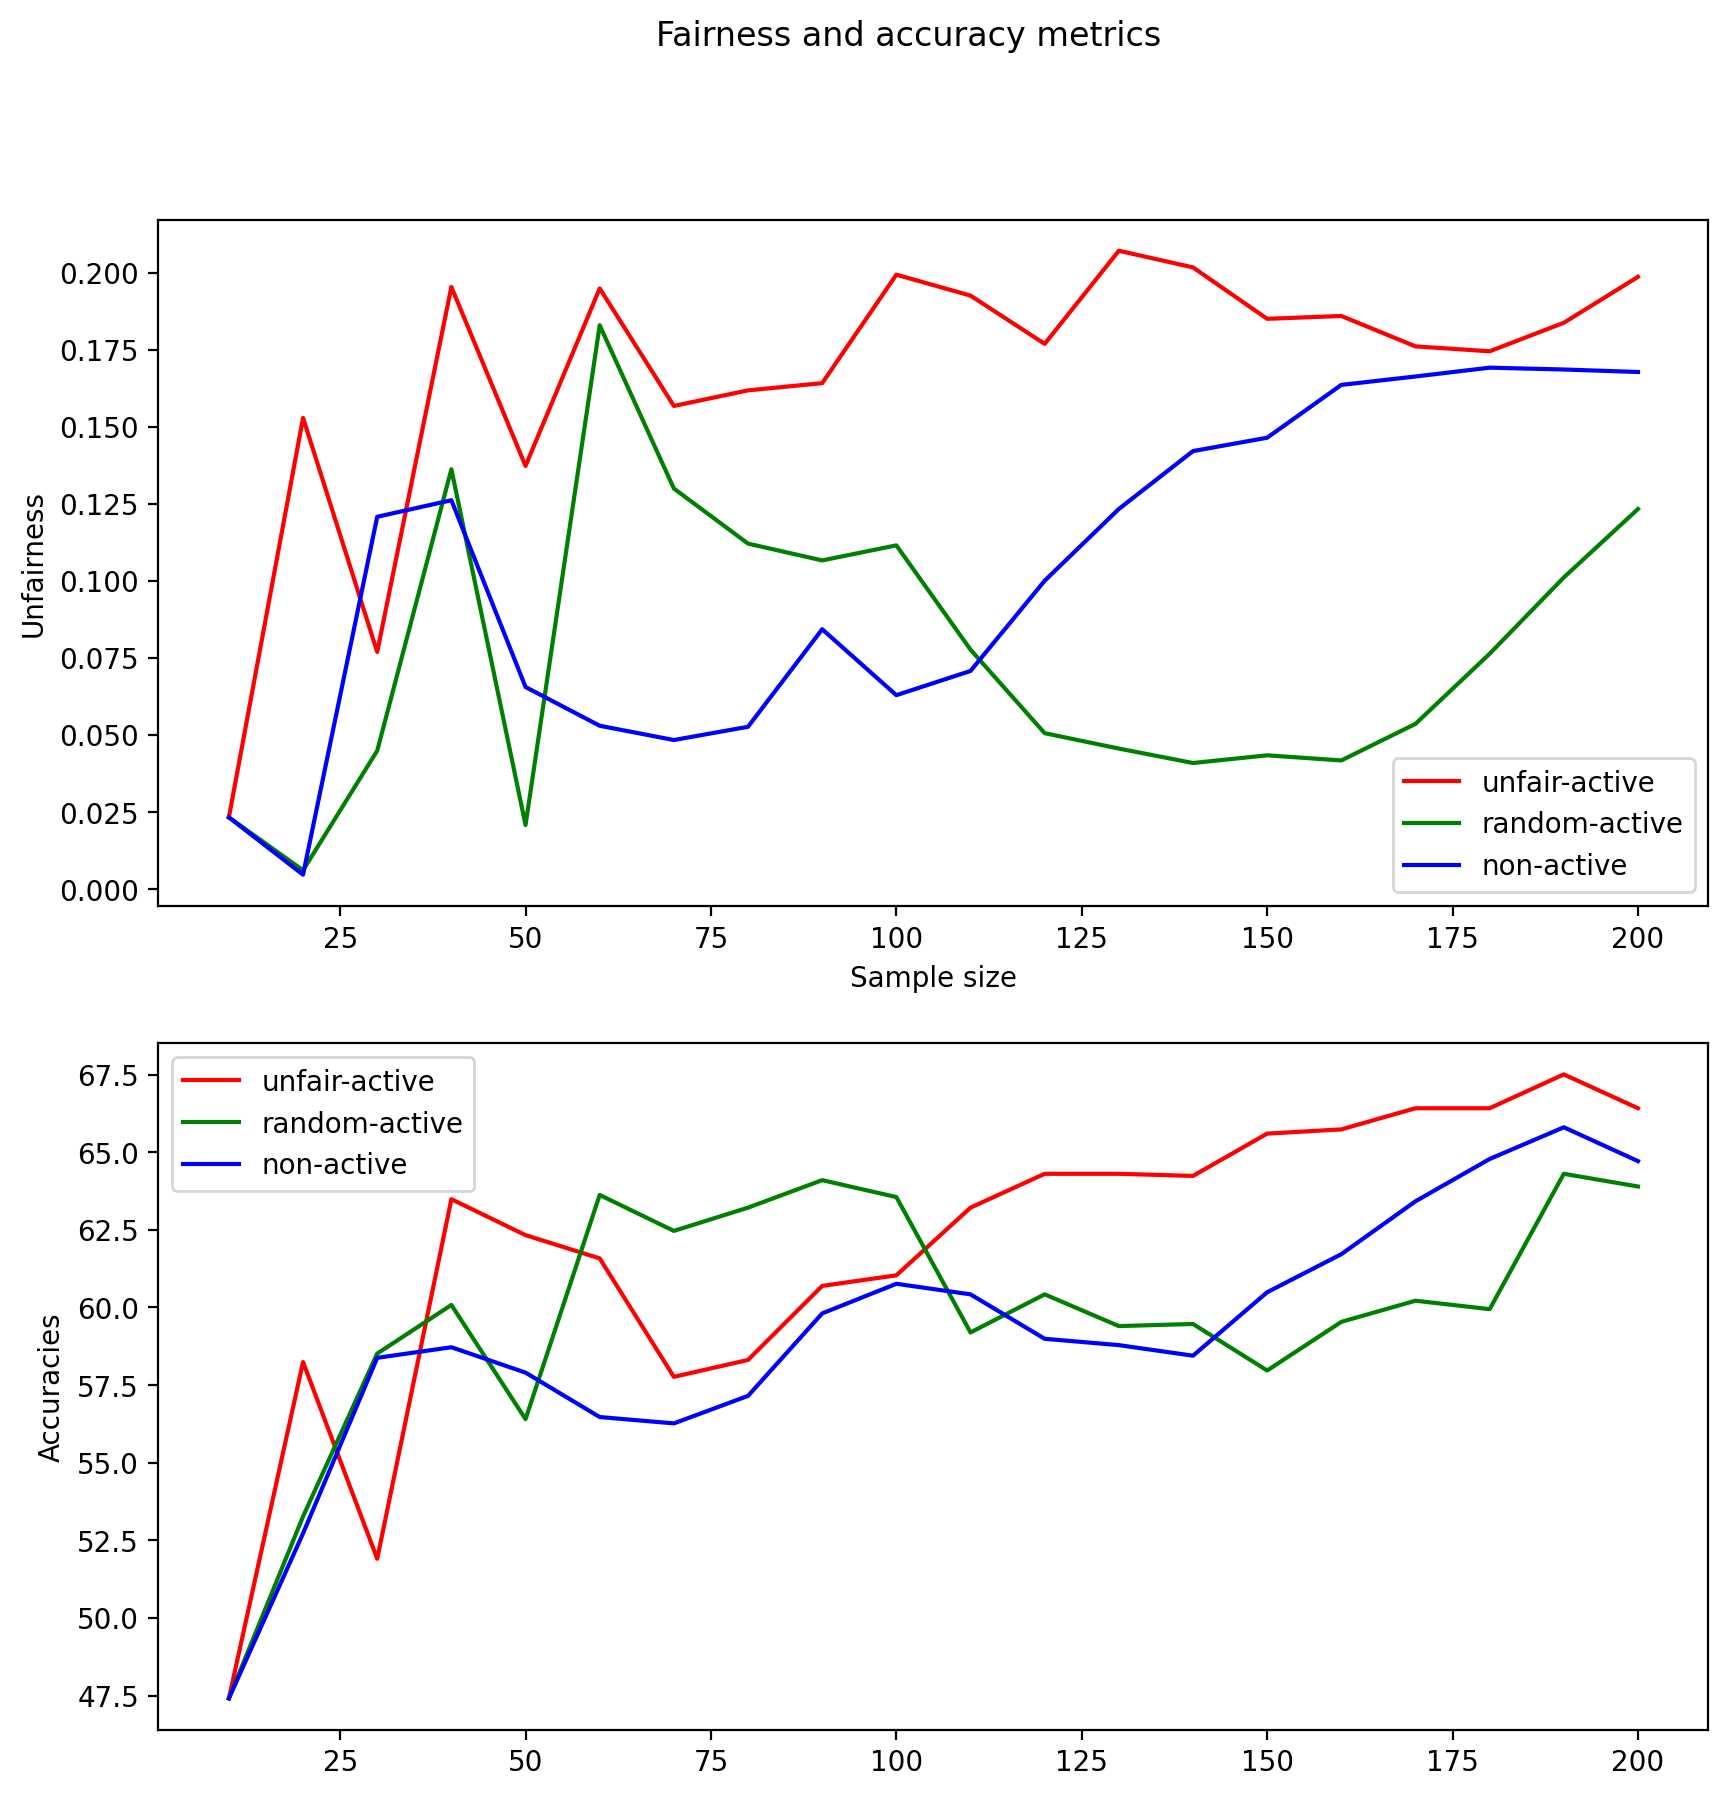 Fairness and accuracy metrics
0.200
0.175
0.150
0.125
0.100
0.075
0.050
0.025
0.000
Unfairness
unfair-active
random-active
non-active
25 50 75 100 125 150 175 200
Sample size
67.5
65.0
62.5
60.0
57.5
55.0
52.5
50.0
47.5
Accuracies
unfair-active
random-active
non-active
25 50 75 100 125 150 175 200